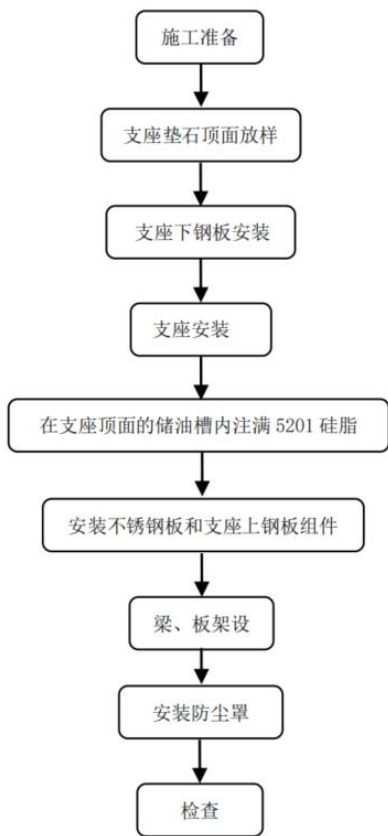 施工准备
支座垫石顶面放样
支座下钢板安装
支座安装
在支座顶面的储油槽内注满 5201 硅脂
安装不锈钢板和支座上钢板组件
梁、板架设
安装防尘罩
检查